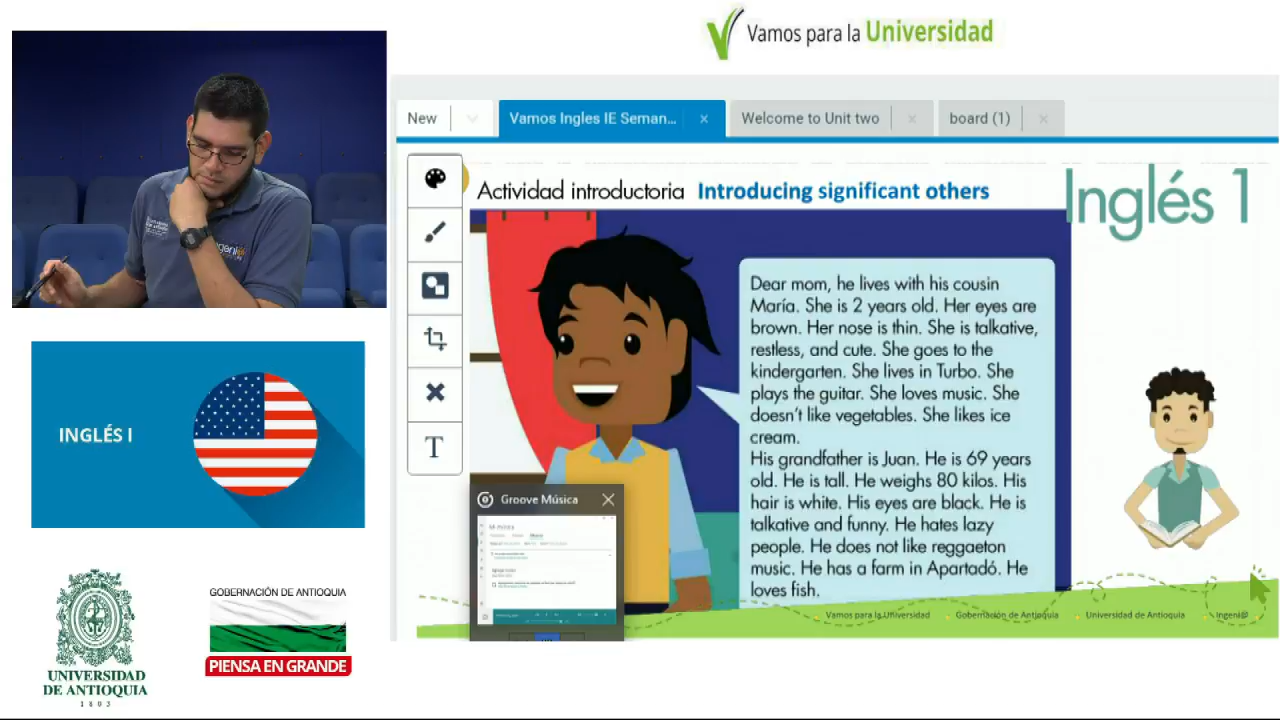 Vamos para la Universidad
New
Vamos Ingles IE Seman...
Welcome to Unit two
board (1)
Actividad introductoria Introducing significant others
Inglés 1
T
Dear mom, he lives with his cousin
María. She is 2 years old. Her eyes are
brown. Her nose is thin. She is talkative,
restless, and cute. She goes to the
kindergarten. She lives in Turbo. She
plays the guitar. She loves music. She
doesn't like vegetables. She likes ice
cream.
His grandfather is Juan. He is 69 years
old. He is tall. He weighs 80 kilos. His
hair is white. His eyes are black. He is
talkative and funny. He hates lazy
people. He does not like reggaeton
music. He has a farm in Apartadó. He
loves fish.
Groove Música
Vamos para la Universidad
Gobernación de Antioquia
Universidad de Antioquia
Ingeni@
INGLÉS I
UNIVERSIDAD
DE ANTIOQUIA
1803
GOBERNACIÓN DE ANTIOQUIA
PIENSA EN GRANDE